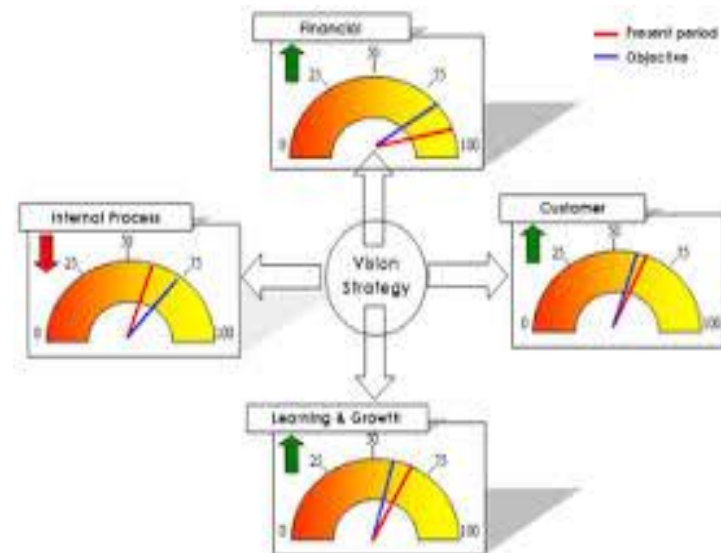 Financial
Present period
Objective
0
25
50
75
100
Internal Process
0
25
50
75
100
Vision
Strategy
Customer
0
25
50
75
100
Learning & Growth
0
25
50
75
100